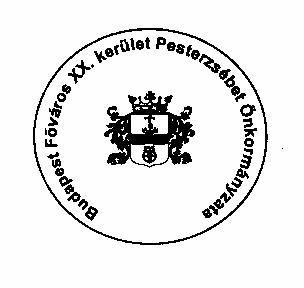 Budapest Főváros XX. kerület Pesterzsébet Önkormányzata